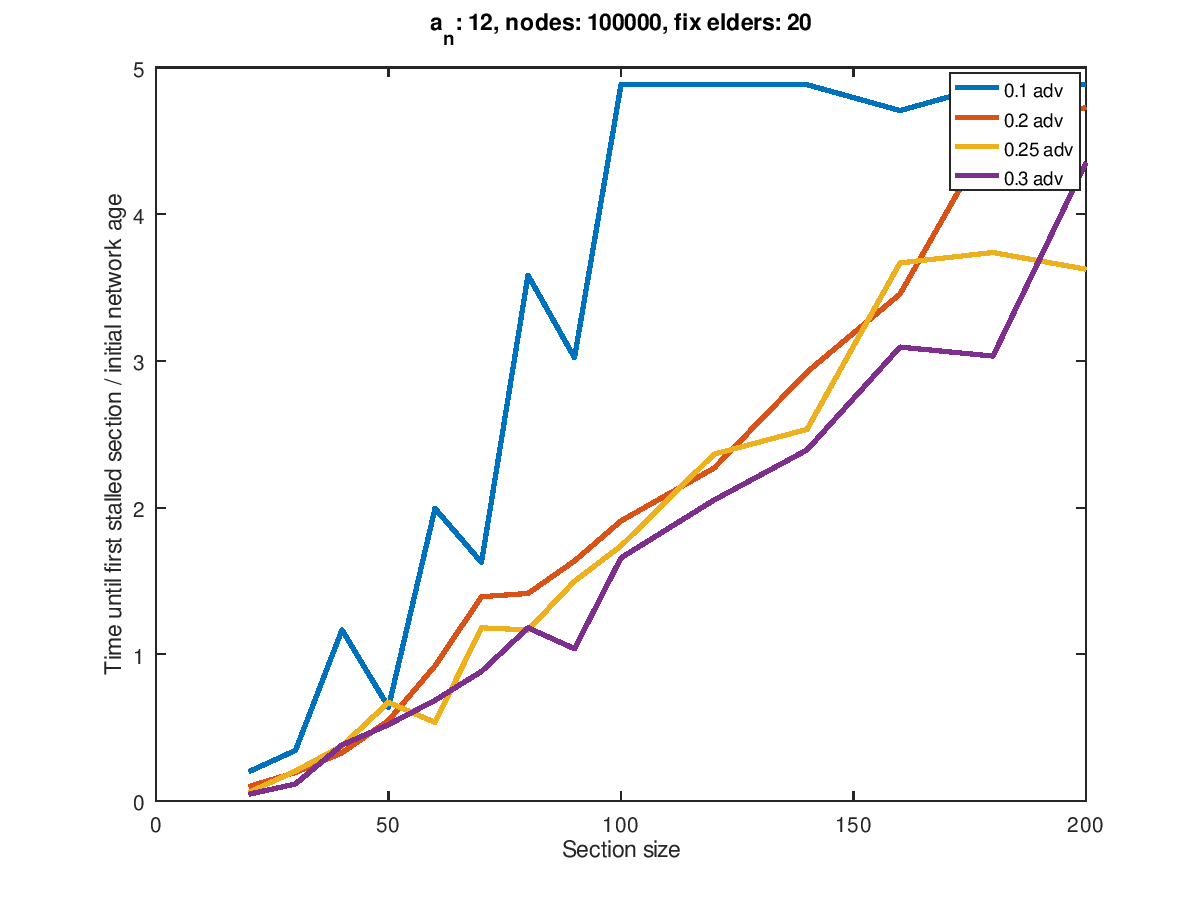 a_n: 12, nodes: 100000, fix elders: 20
5
4
3
2
1
0
Time until first stalled section / initial network age
0.1 adv
0.2 adv
0.25 adv
0.3 adv
0 50 100 150 200
Section size